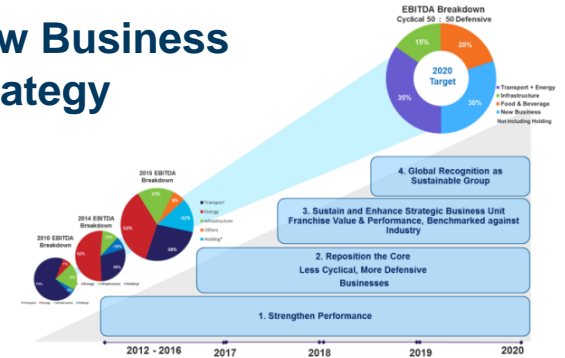 w Business
ategy
EBITDA Breakdown
Cyclical 50 : 50 Defensive
15%
20%
2020
Target
35%
30%
Transport + Energy
Infrastructure
Food & Beverage
New Business
Not Including Holding
4. Global Recognition as
Sustainable Group
2015 EBITDA
Breakdown
Transport
Energy
Infrastructure
Others
Holding*
2014 EBITDA
Breakdown
Breakdown
3. Sustain and Enhance Strategic Business Unit
Franchise Value & Performance, Benchmarked against
Industry
2. Reposition the Core
Less Cyclical, More Defensive
Businesses
1. Strengthen Performance
2012 - 2016
2017
2018
2019
2020